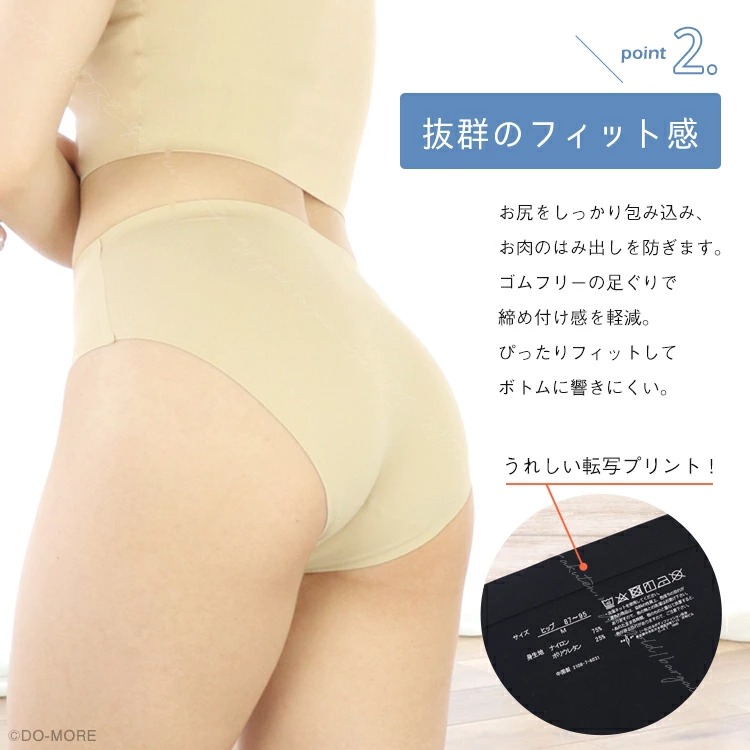 point 2.
抜群のフィット感
お尻をしっかり包み込み、
お肉のはみ出しを防ぎます。
ゴムフリーの足ぐりで
締め付け感を軽減。
ぴったりフィットして
ボトムに響きにくい。
うれしい転写プリント！
サイズ ヒップ 87～95
M
身生地 ナイロン 75%
ポリウレタン 25%
中国製
©DO-MORE